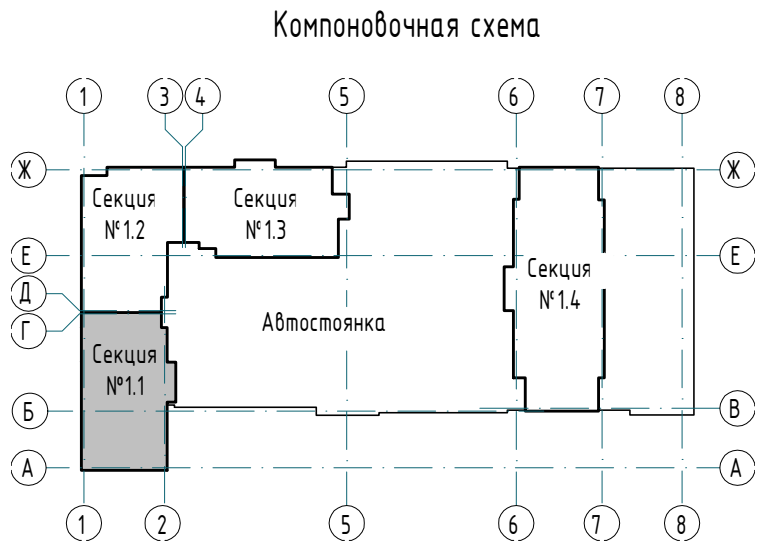 Компоновочная схема
1 3 4 5 6 7 8
Ж Ж
Секция
№1.2
Секция
№1.3
Е Е
Секция
№1.4
Д
Г
Автостоянка
Секция
№1.1
Б В
А А
1 2 5 6 7 8